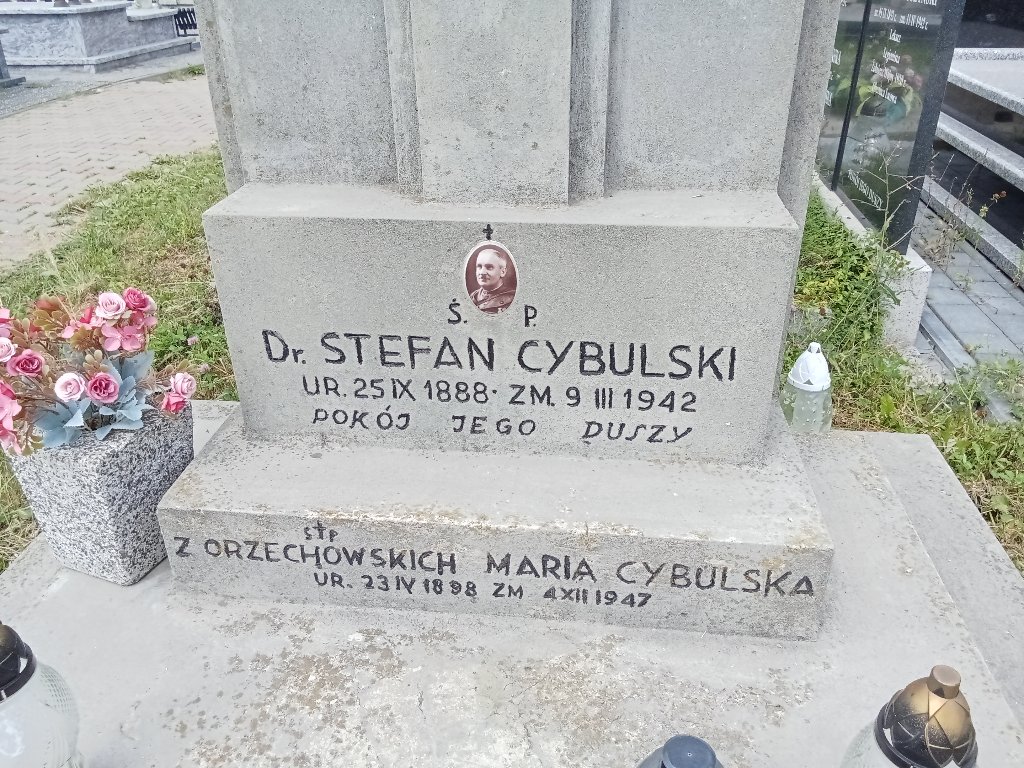 Ś. P.
Dr. STEFAN CYBULSKI
UR. 25 IX 1888 · ZM. 9 III 1942
POKÓJ JEGO DUSZY
Ś†P
Z ORZECHOWSKICH MARIA CYBULSKA
UR. 23 IV 1898 ZM 4 XII 1947